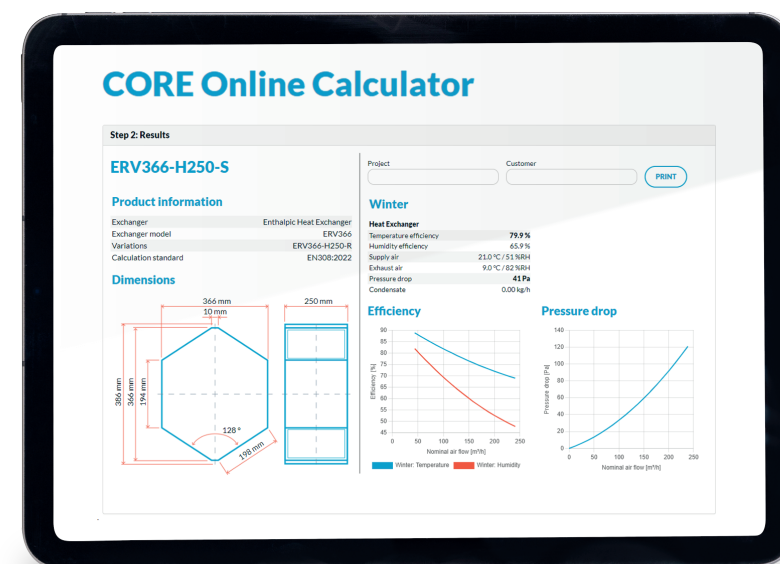 CORE Online Calculator
Step 2: Results
ERV366-H250-S
Product information
Exchanger Enthalpic Heat Exchanger
Exchanger model ERV366
Variations ERV366-H250-R
Calculation standard EN308:2022
Dimensions
366 mm
10 mm
250 mm
386 mm
366 mm
194 mm
128 °
198 mm
Project
Customer
PRINT
Winter
Heat Exchanger
Temperature efficiency 79.9 %
Humidity efficiency 65.9 %
Supply air 21.0 °C / 51 %RH
Exhaust air 9.0 °C / 82 %RH
Pressure drop 41 Pa
Condensate 0.00 kg/h
Efficiency
Efficiency [%]
90
85
80
75
70
65
60
55
50
45
0 50 100 150 200 250
Nominal air flow [m³/h]
Winter: Temperature Winter: Humidity
Pressure drop
Pressure drop [Pa]
140
120
100
80
60
40
20
0
0 50 100 150 200 250
Nominal air flow [m³/h]